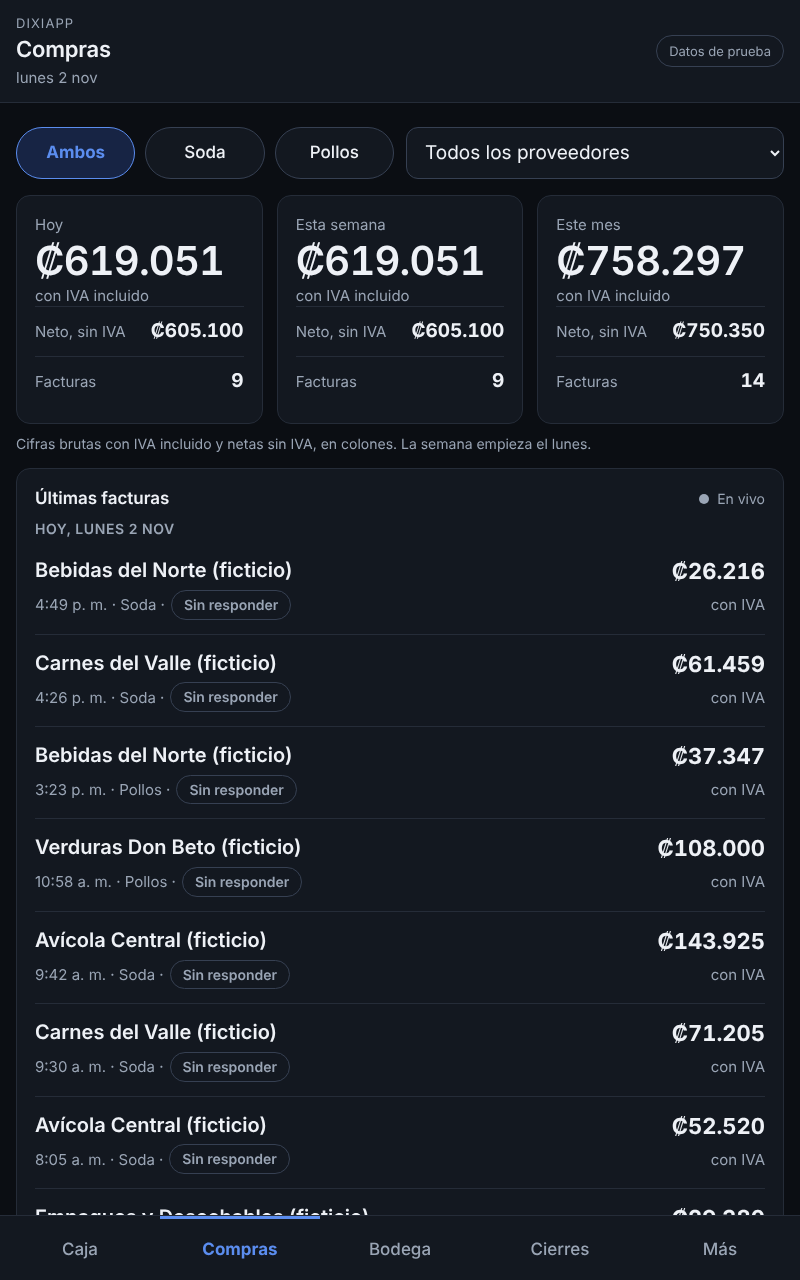 DIXIAPP
Compras
lunes 2 nov
Datos de prueba
Ambos
Soda
Pollos
Todos los proveedores
Hoy
₡619.051
con IVA incluido
Neto, sin IVA ₡605.100
Facturas 9
Esta semana
₡619.051
con IVA incluido
Neto, sin IVA ₡605.100
Facturas 9
Este mes
₡758.297
con IVA incluido
Neto, sin IVA ₡750.350
Facturas 14
Cifras brutas con IVA incluido y netas sin IVA, en colones. La semana empieza el lunes.
Últimas facturas
En vivo
HOY, LUNES 2 NOV
Bebidas del Norte (ficticio) ₡26.216
4:49 p. m. · Soda · Sin responder con IVA
Carnes del Valle (ficticio) ₡61.459
4:26 p. m. · Soda · Sin responder con IVA
Bebidas del Norte (ficticio) ₡37.347
3:23 p. m. · Pollos · Sin responder con IVA
Verduras Don Beto (ficticio) ₡108.000
10:58 a. m. · Pollos · Sin responder con IVA
Avícola Central (ficticio) ₡143.925
9:42 a. m. · Soda · Sin responder con IVA
Carnes del Valle (ficticio) ₡71.205
9:30 a. m. · Soda · Sin responder con IVA
Avícola Central (ficticio) ₡52.520
8:05 a. m. · Soda · Sin responder con IVA
Empaques y Desechables (ficticio)
Caja
Compras
Bodega
Cierres
Más